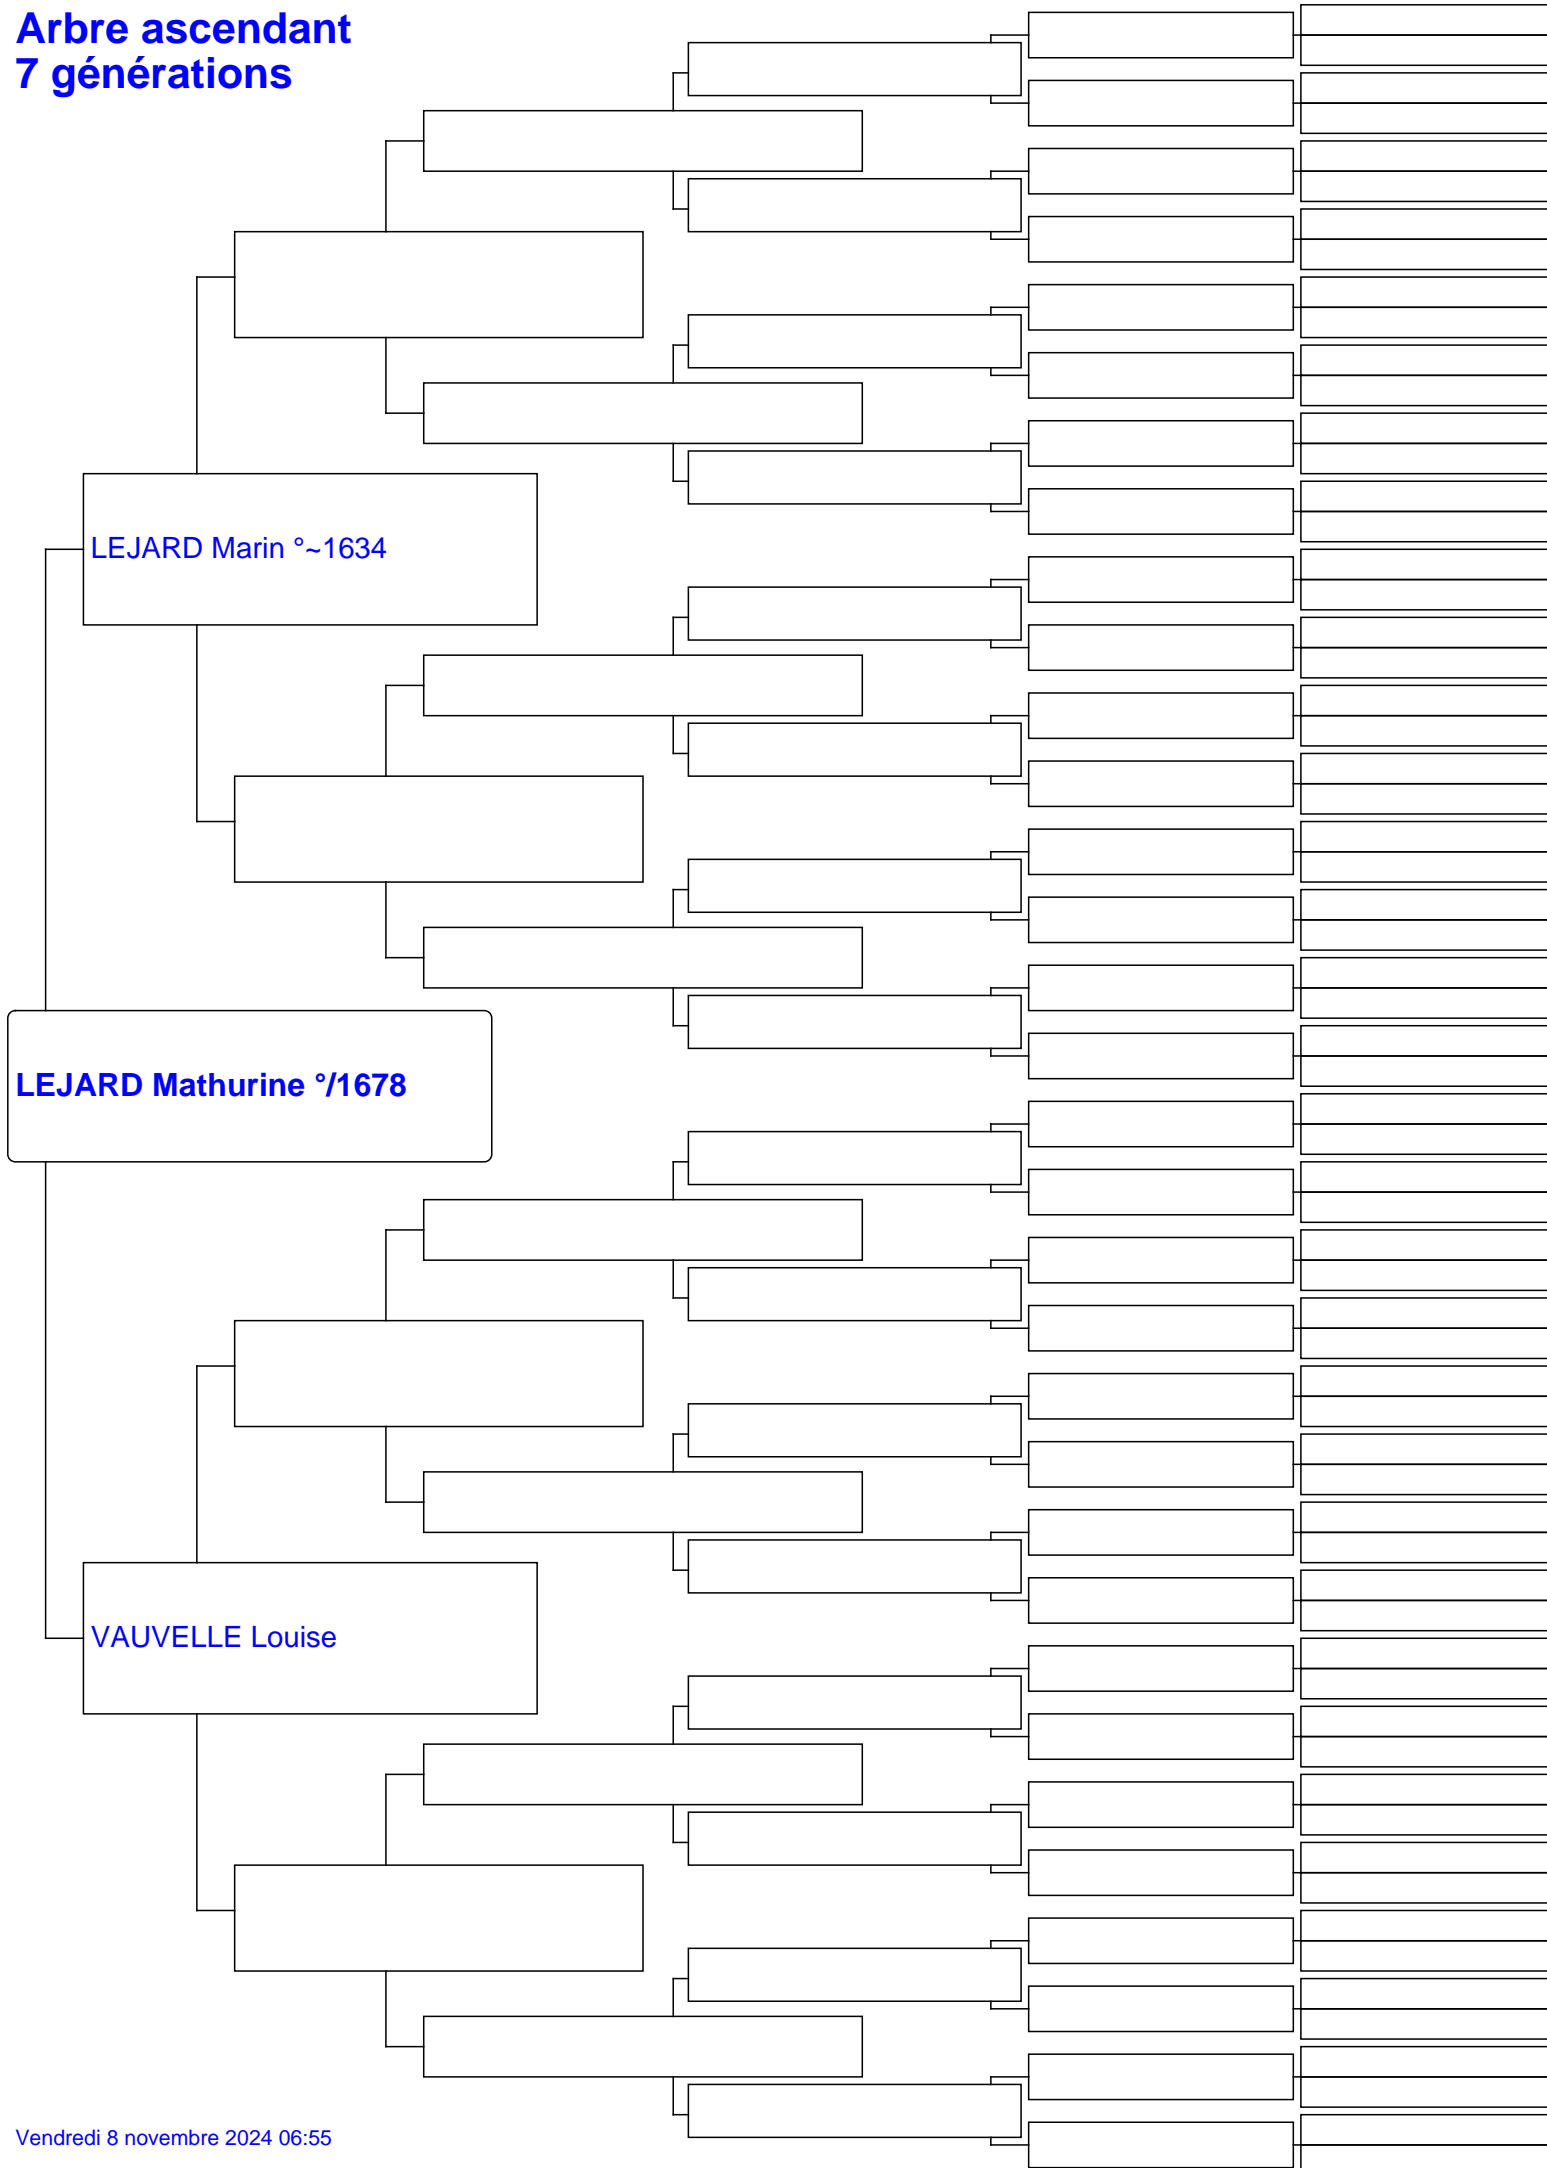 Arbre ascendant
7 générations
LEJARD Marin °~1634
LEJARD Mathurine °/1678
VAUVELLE Louise
Vendredi 8 novembre 2024 06:55